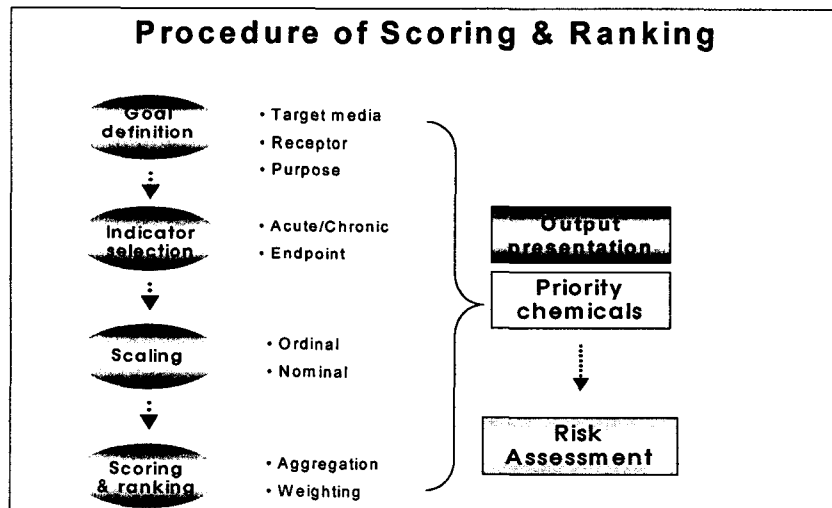 Procedure of Scoring & Ranking
Goal
definition
• Target media
• Receptor
• Purpose
Indicator
selection
• Acute/Chronic
• Endpoint
Scaling
• Ordinal
• Nominal
Scoring
& ranking
• Aggregation
• Weighting
Output
presentation
Priority
chemicals
Risk
Assessment